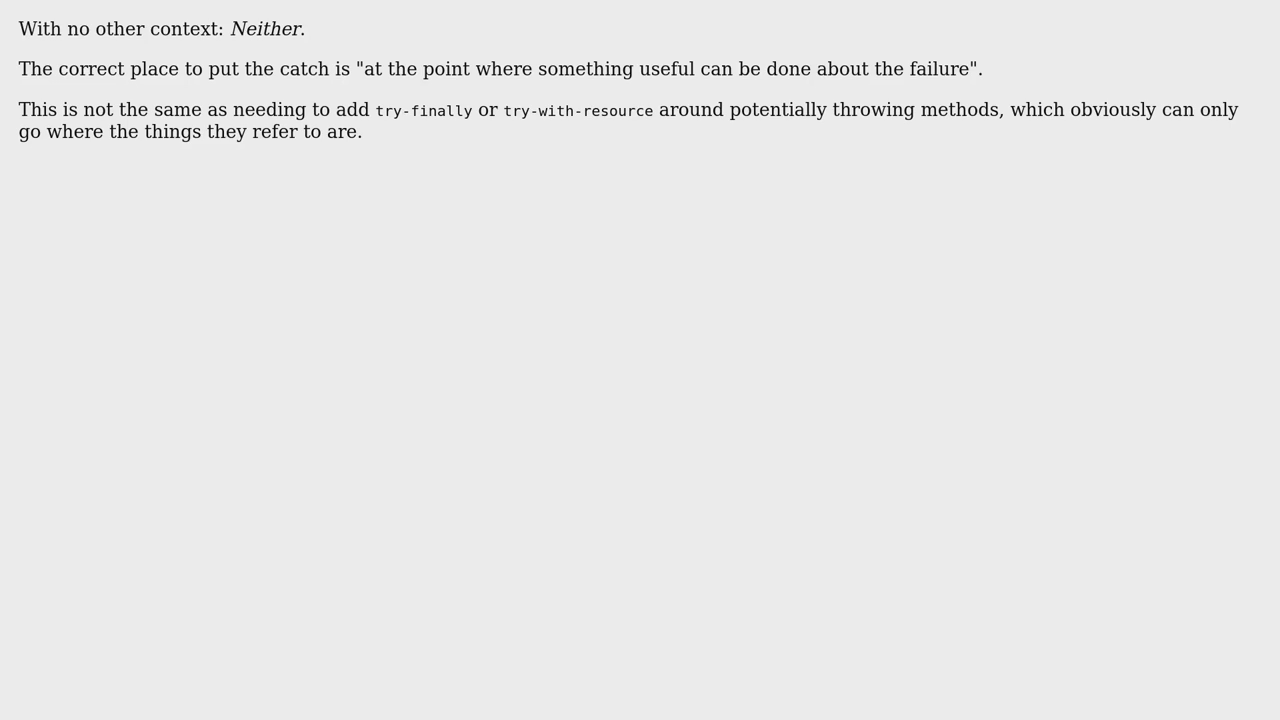 With no other context: Neither.
The correct place to put the catch is "at the point where something useful can be done about the failure".
This is not the same as needing to add try-finally or try-with-resource around potentially throwing methods, which obviously can only
go where the things they refer to are.